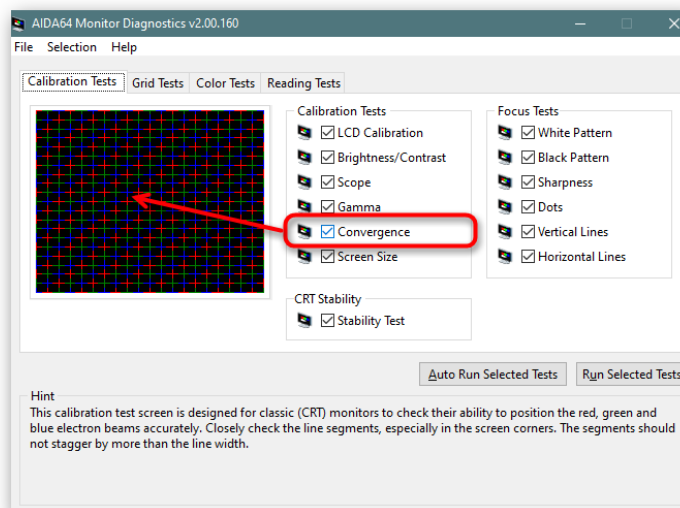 AIDA64 Monitor Diagnostics v2.00.160
File Selection Help
Calibration Tests Grid Tests Color Tests Reading Tests
Calibration Tests
LCD Calibration
Brightness/Contrast
Scope
Gamma
Convergence
Screen Size
Focus Tests
White Pattern
Black Pattern
Sharpness
Dots
Vertical Lines
Horizontal Lines
CRT Stability
Stability Test
Auto Run Selected Tests Run Selected Tests
Hint
This calibration test screen is designed for classic (CRT) monitors to check their ability to position the red, green and
blue electron beams accurately. Closely check the line segments, especially in the screen corners. The segments should
not stagger by more than the line width.